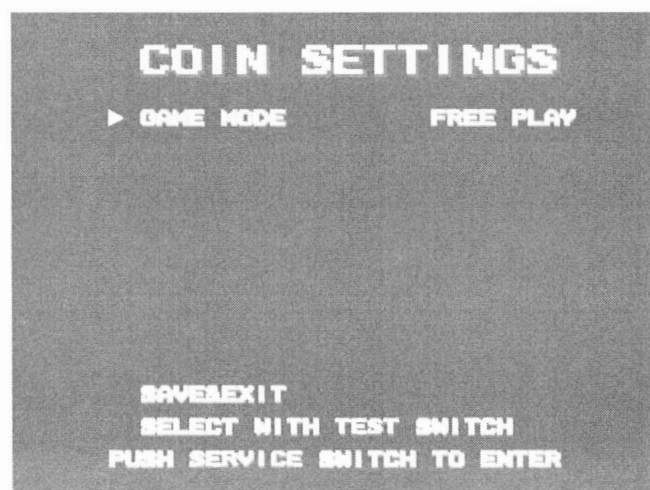 COIN SETTINGS
▶ GAME MODE FREE PLAY
SAVE&EXIT
SELECT WITH TEST SWITCH
PUSH SERVICE SWITCH TO ENTER